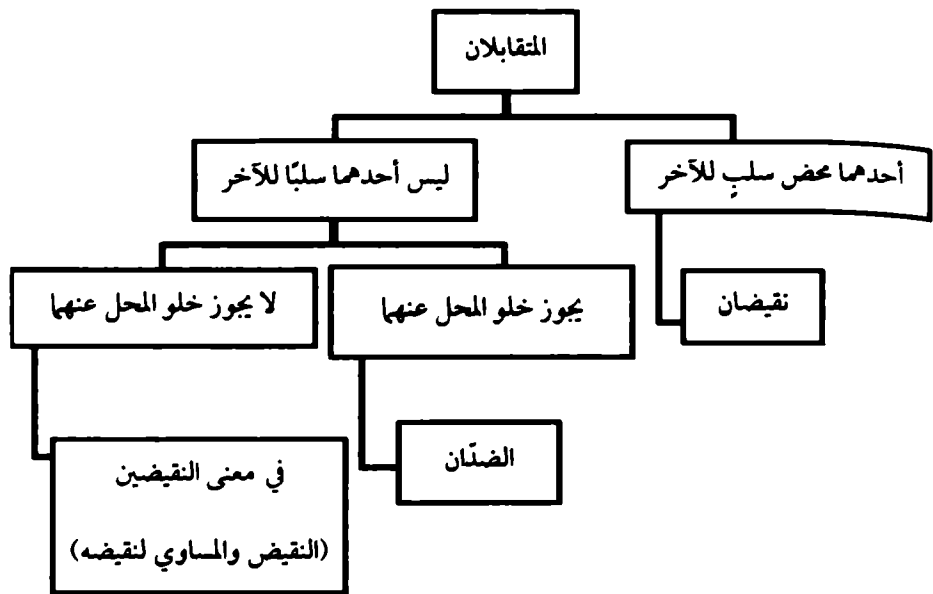 المتقابلان
أحدهما محض سلبٍ للآخر
ليس أحدهما سلبًا للآخر
نقيضان
يجوز خلو المحل عنهما
لا يجوز خلو المحل عنهما
الضدّان
في معنى النقيضين
(النقيض والمساوي لنقيضه)